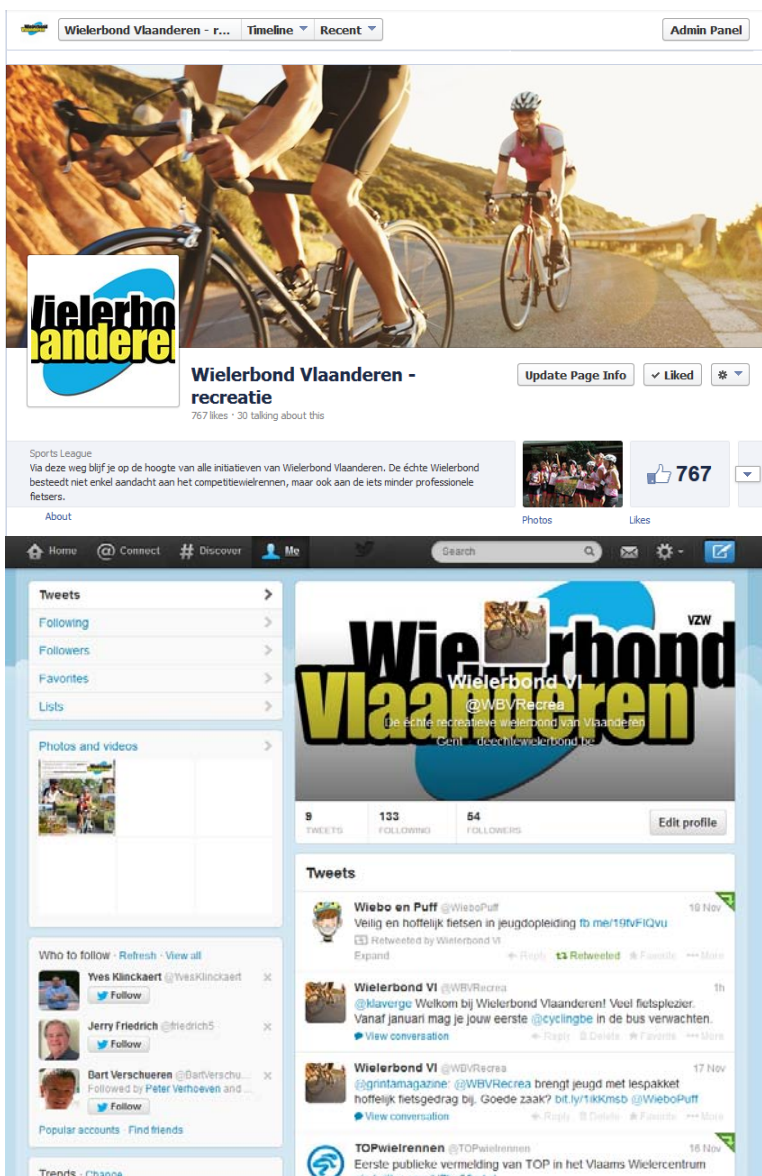 Wielerbond Vlaanderen - r... Timeline Recent Admin Panel
ielerbo
aandere
Wielerbond Vlaanderen -
recreatie
767 likes · 30 talking about this
Update Page Info Liked
Sports League
Via deze weg blijf je op de hoogte van alle initiatieven van Wielerbond Vlaanderen. De échte Wielerbond
besteedt niet enkel aandacht aan het competitiewielrennen, maar ook aan de iets minder professionele
fietsers.
About
767
Photos
Likes
Home @ Connect # Discover Me Search
Tweets
Following
Followers
Favorites
Lists
Photos and videos
Wielerbond VZW
Vlaanderen
Wielerbond Vl
@WBVRecrea
De échte recreatieve wielerbond van Vlaanderen
Gent deechtewielerbond.be
9 TWEETS
133 FOLLOWING
54 FOLLOWERS
Edit profile
Who to follow · Refresh · View all
Yves Klinckaert @YvesKlinckaert
Follow
Jerry Friedrich @friedrich5
Follow
Bart Verschueren @BartVerschu...
Followed by Peter Verhoeven and ...
Follow
Popular accounts · Find friends
Trends · Change
Tweets
Wiebo en Puff @WieboPuff 18 Nov
Veilig en hoffelijk fietsen in jeugdopleiding
Retweeted by Wielerbond Vl
Expand Reply Retweeted Favorite More
Wielerbond Vl @WBVRecrea 1h
@klaverge Welkom bij Wielerbond Vlaanderen! Veel fietsplezier.
Vanaf januari mag je jouw eerste @cyclingbe in de bus verwachten.
View conversation Reply Delete Favorite More
Wielerbond Vl @WBVRecrea 17 Nov
@grintamagazine: @WBVRecrea brengt jeugd met lespakket
hoffelijk fietsgedrag bij. Goede zaak? bit.ly/1ikKmsb @WieboPuff
View conversation Reply Delete Favorite More
TOPwielrennen @TOPwielrennen 16 Nov
Eerste publieke vermelding van TOP in het Vlaams Wielercentrum